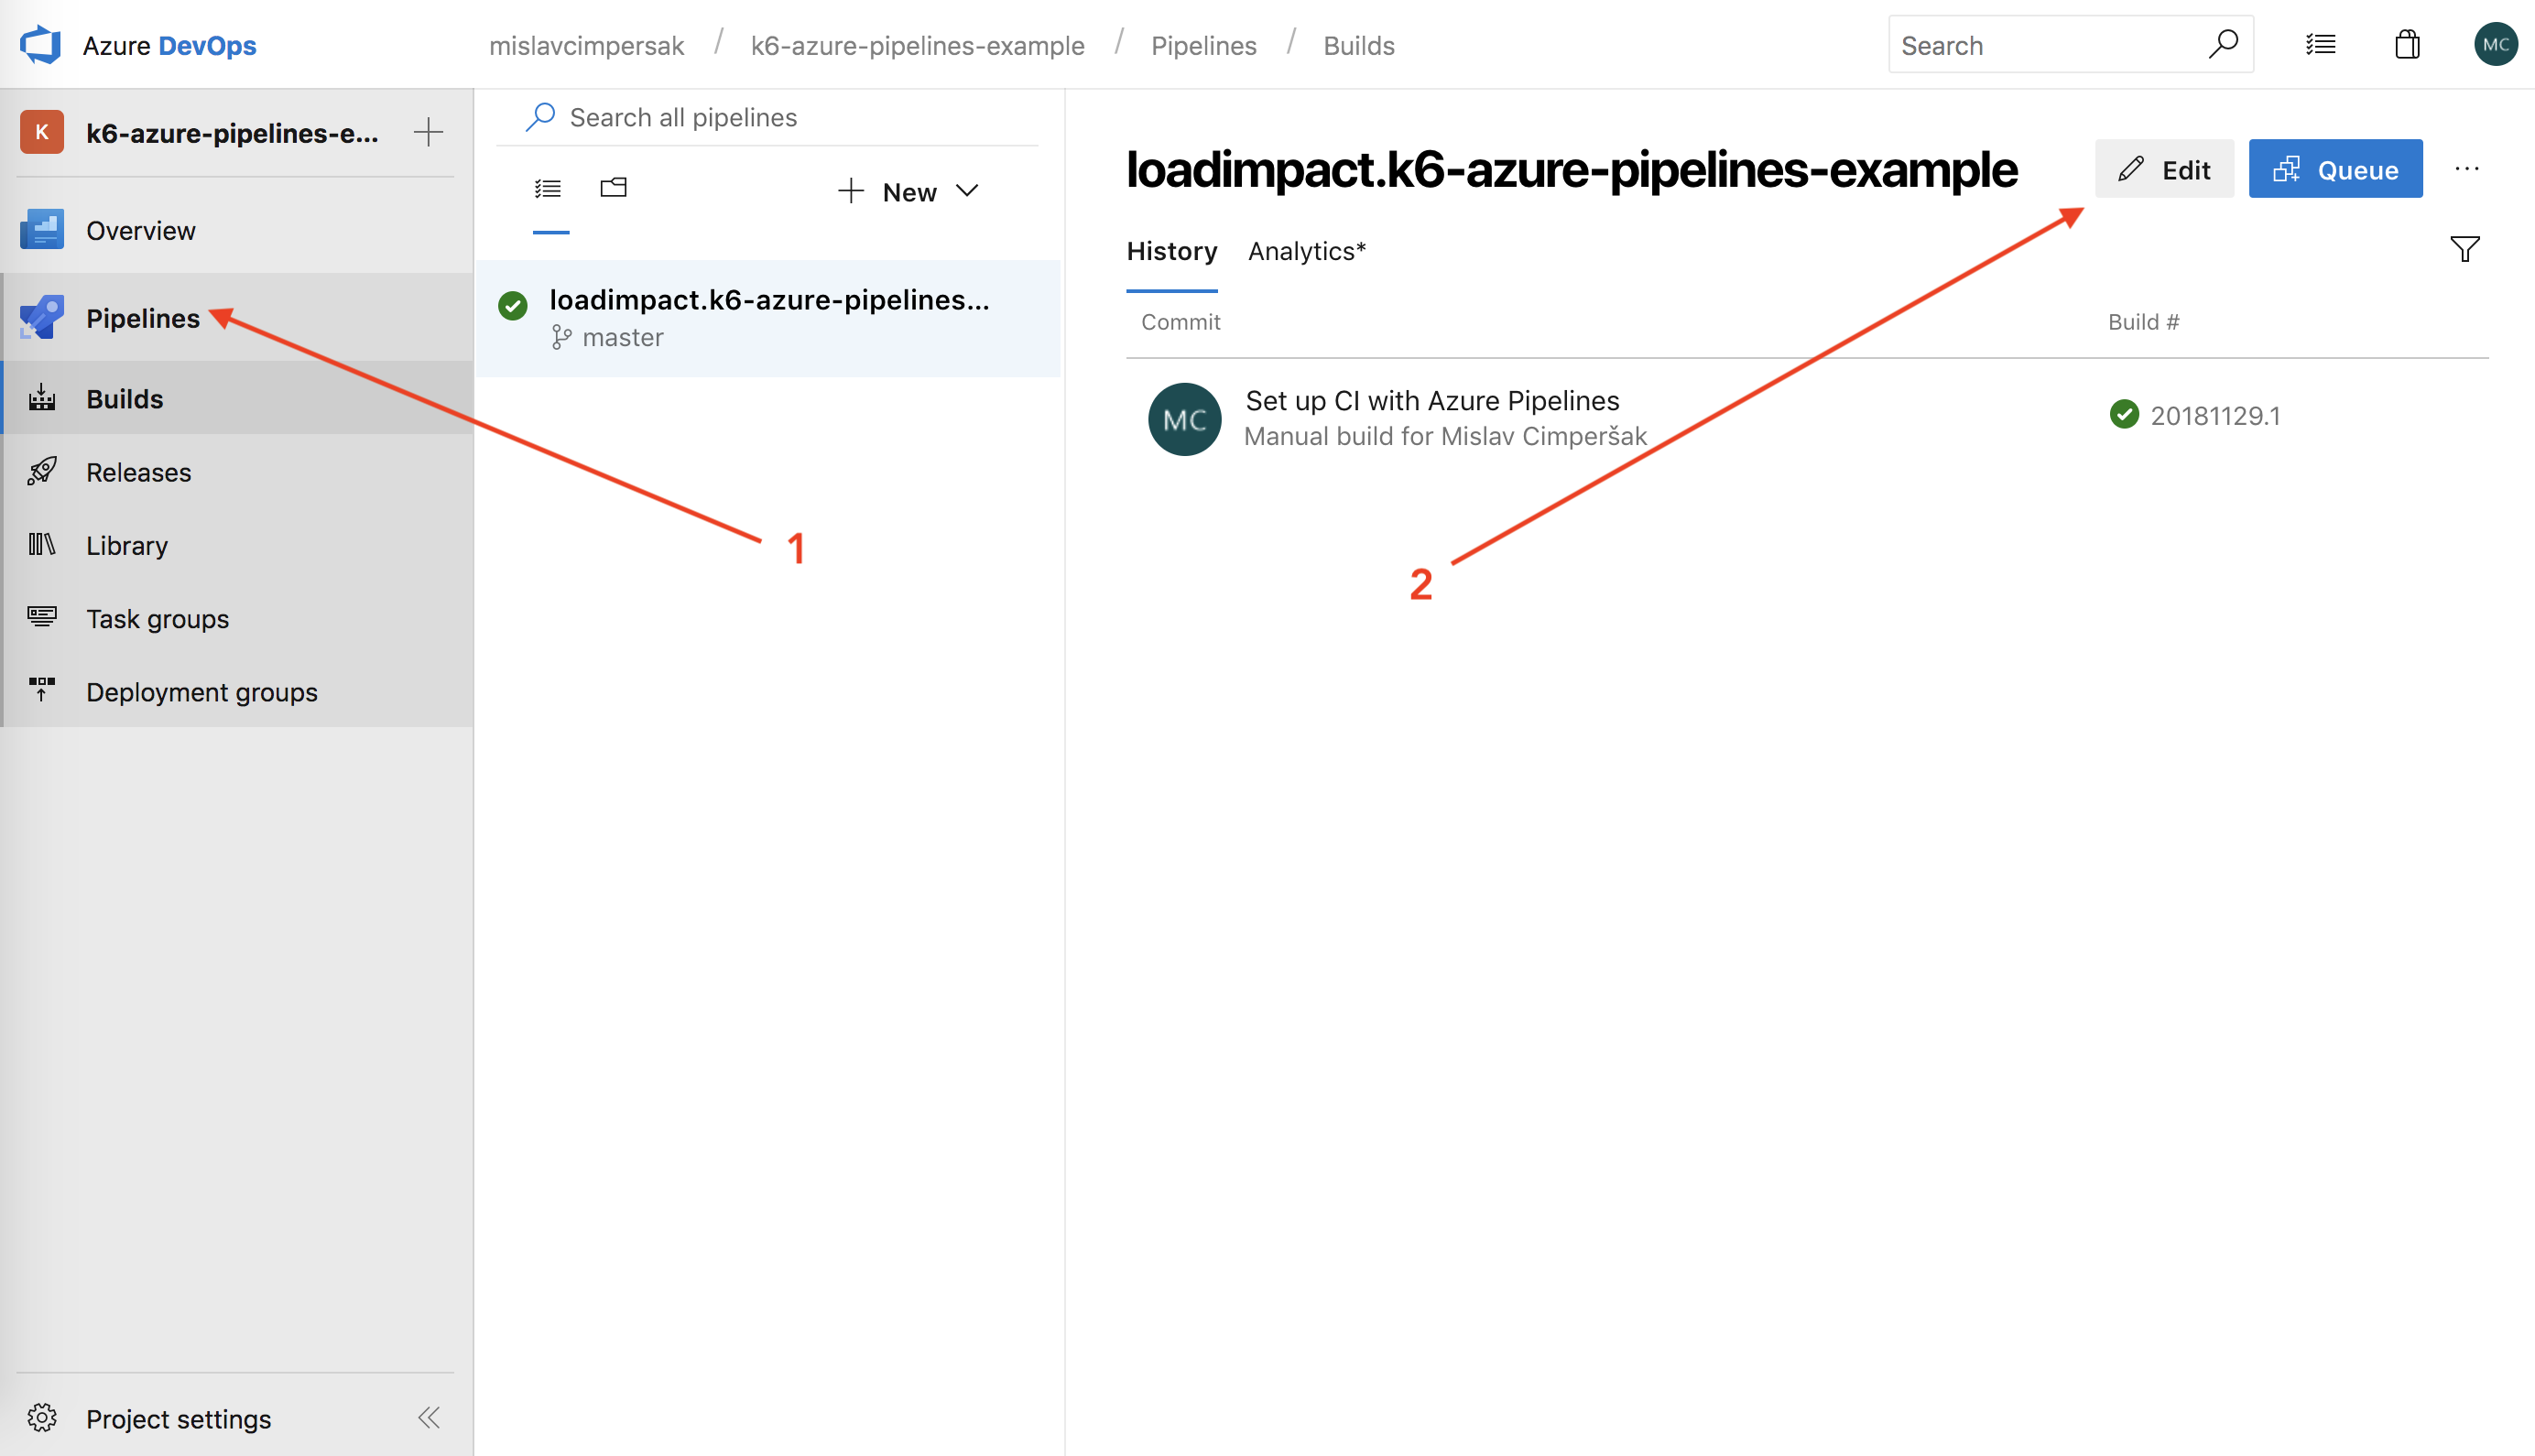 Azure DevOps
mislavcimpersak / k6-azure-pipelines-example / Pipelines / Builds
Search
MC
K
k6-azure-pipelines-e...
Overview
Pipelines
Builds
Releases
Library
Task groups
Deployment groups
Project settings
Search all pipelines
New
loadimpact.k6-azure-pipelines...
master
1
loadimpact.k6-azure-pipelines-example
Edit
Queue
...
History
Analytics*
Commit
Build #
MC
Set up CI with Azure Pipelines
Manual build for Mislav Cimperšak
20181129.1
2